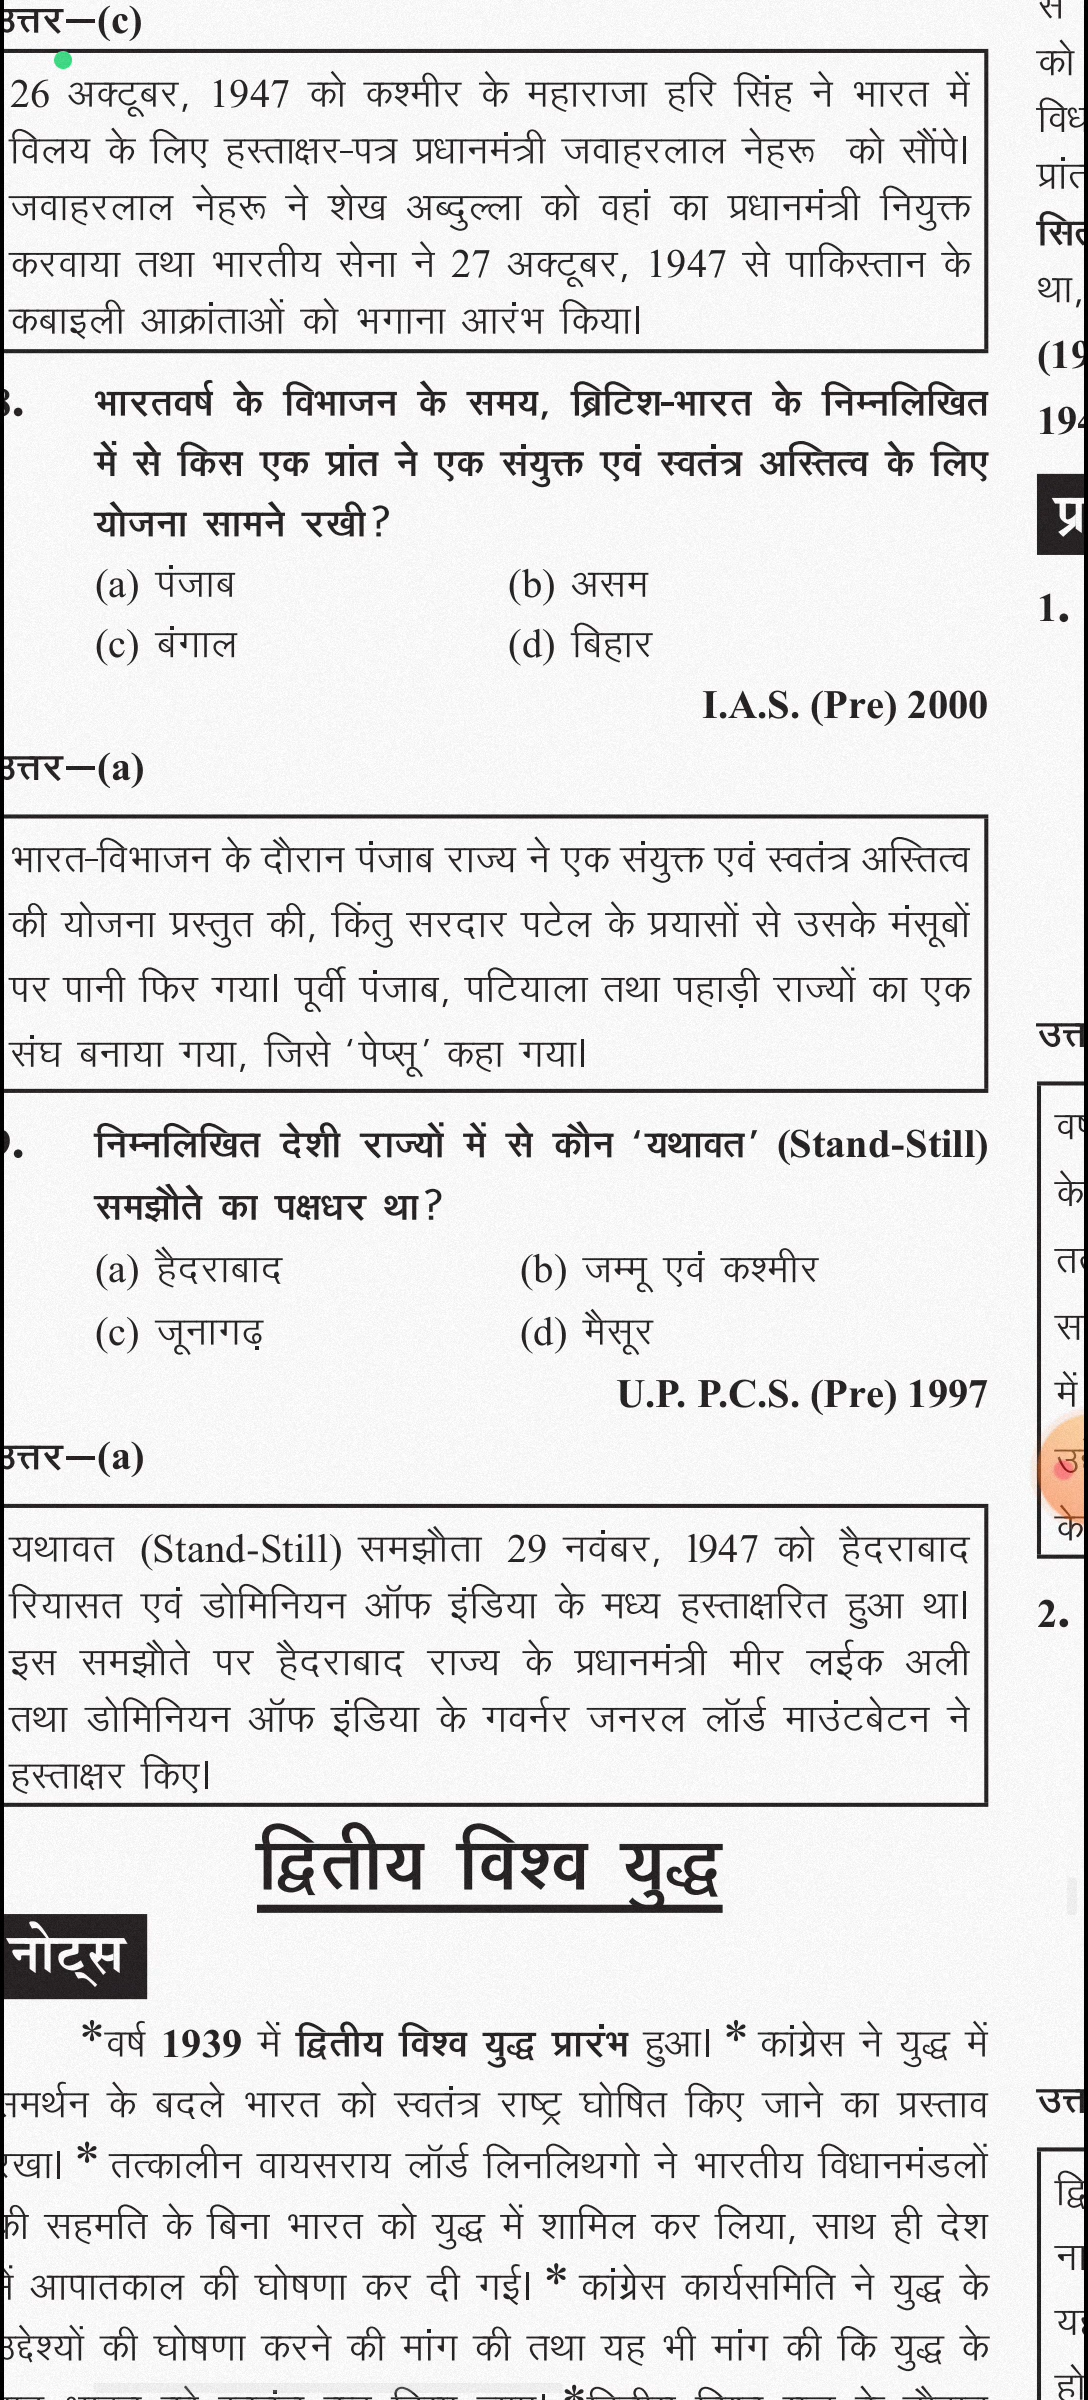 उत्तर—(c)
26 अक्टूबर, 1947 को कश्मीर के महाराजा हरि सिंह ने भारत में
विलय के लिए हस्ताक्षर-पत्र प्रधानमंत्री जवाहरलाल नेहरू को सौंपे।
जवाहरलाल नेहरू ने शेख अब्दुल्ला को वहां का प्रधानमंत्री नियुक्त
करवाया तथा भारतीय सेना ने 27 अक्टूबर, 1947 से पाकिस्तान के
कबाइली आक्रांताओं को भगाना आरंभ किया।
भारतवर्ष के विभाजन के समय, ब्रिटिश-भारत के निम्नलिखित
में से किस एक प्रांत ने एक संयुक्त एवं स्वतंत्र अस्तित्व के लिए
योजना सामने रखी?
(a) पंजाब (b) असम
(c) बंगाल (d) बिहार
I.A.S. (Pre) 2000
उत्तर—(a)
भारत-विभाजन के दौरान पंजाब राज्य ने एक संयुक्त एवं स्वतंत्र अस्तित्व
की योजना प्रस्तुत की, किंतु सरदार पटेल के प्रयासों से उसके मंसूबों
पर पानी फिर गया। पूर्वी पंजाब, पटियाला तथा पहाड़ी राज्यों का एक
संघ बनाया गया, जिसे ‘पेप्सू’ कहा गया।
निम्नलिखित देशी राज्यों में से कौन ‘यथावत’ (Stand-Still)
समझौते का पक्षधर था?
(a) हैदराबाद (b) जम्मू एवं कश्मीर
(c) जूनागढ़ (d) मैसूर
U.P. P.C.S. (Pre) 1997
उत्तर—(a)
यथावत (Stand-Still) समझौता 29 नवंबर, 1947 को हैदराबाद
रियासत एवं डोमिनियन ऑफ इंडिया के मध्य हस्ताक्षरित हुआ था।
इस समझौते पर हैदराबाद राज्य के प्रधानमंत्री मीर लईक अली
तथा डोमिनियन ऑफ इंडिया के गवर्नर जनरल लॉर्ड माउंटबेटन ने
हस्ताक्षर किए।
द्वितीय विश्व युद्ध
नोट्स
*वर्ष 1939 में द्वितीय विश्व युद्ध प्रारंभ हुआ। * कांग्रेस ने युद्ध में
समर्थन के बदले भारत को स्वतंत्र राष्ट्र घोषित किए जाने का प्रस्ताव
रखा। * तत्कालीन वायसराय लॉर्ड लिनलिथगो ने भारतीय विधानमंडलों
की सहमति के बिना भारत को युद्ध में शामिल कर लिया, साथ ही देश
में आपातकाल की घोषणा कर दी गई। * कांग्रेस कार्यसमिति ने युद्ध के
उद्देश्यों की घोषणा करने की मांग की तथा यह भी मांग की कि युद्ध के
से
को
था,
1.
के
में
के
2.